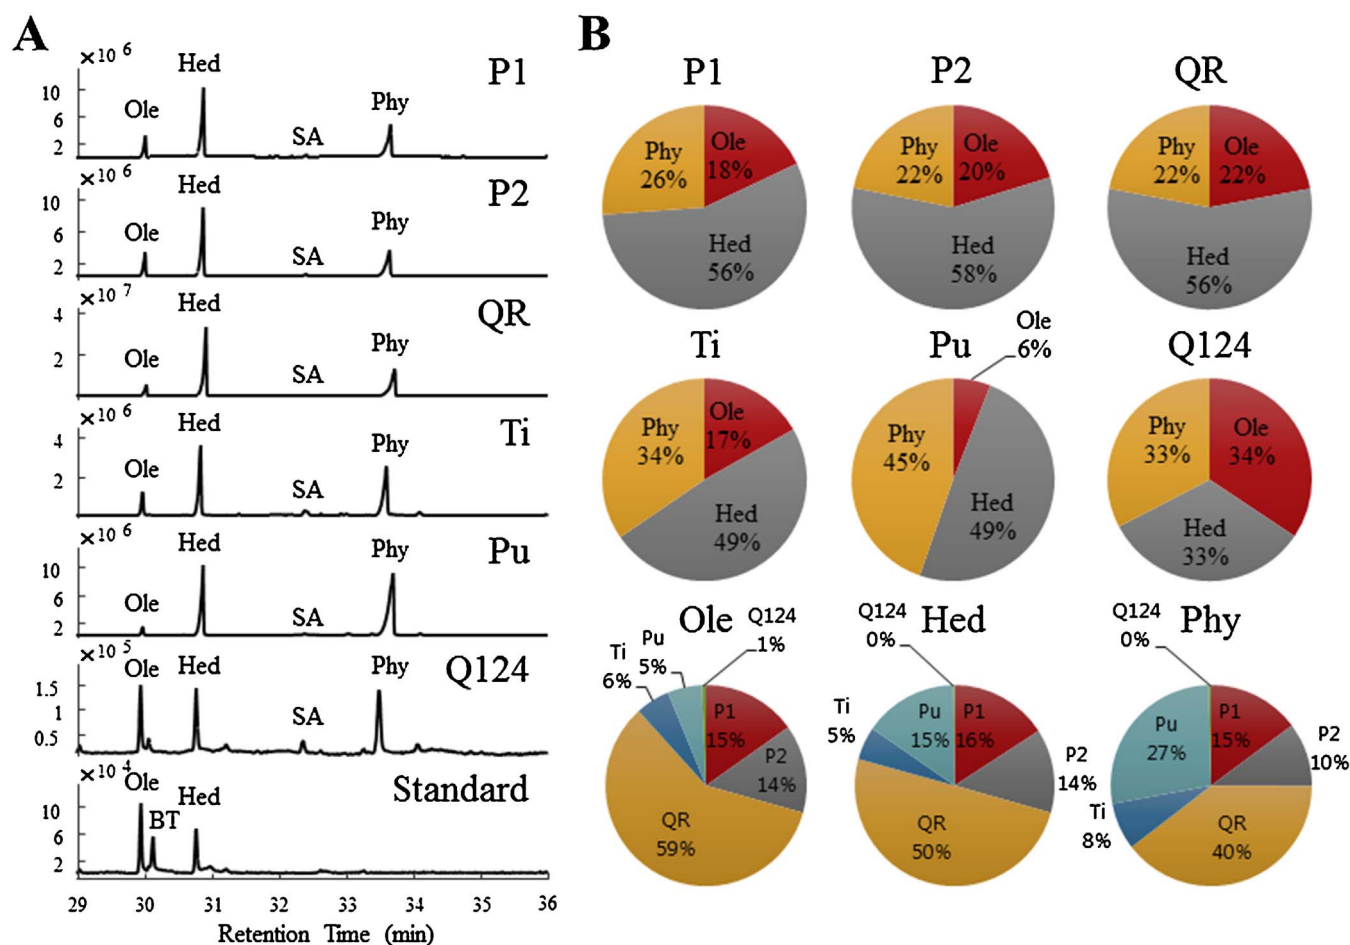 A
×10 6
P1
10
6
2
Ole
Hed
SA
Phy
×10 6
P2
10
6
2
Ole
Hed
SA
Phy
×10 7
QR
4
2
Ole
Hed
SA
Phy
×10 6
Ti
4
2
Ole
Hed
SA
Phy
×10 6
Pu
10
6
2
Ole
Hed
SA
Phy
×10 5
Q124
1.5
1
0.5
Ole
Hed
SA
Phy
×10 4
Standard
10
6
2
Ole
BT
Hed
29 30 31 32 33 34 35 36
Retention Time (min)
B
P1
Phy
26%
Ole
18%
Hed
56%
P2
Phy
22%
Ole
20%
Hed
58%
QR
Phy
22%
Ole
22%
Hed
56%
Ti
Phy
34%
Ole
17%
Hed
49%
Pu
Ole
6%
Phy
45%
Hed
49%
Q124
Phy
33%
Ole
34%
Hed
33%
Ole
Ti
6%
Pu
5%
Q124
1%
P1
15%
P2
14%
QR
59%
Hed
Q124
0%
Ti
5%
Pu
15%
P1
16%
P2
14%
QR
50%
Phy
Q124
0%
Pu
27%
P1
15%
P2
10%
Ti
8%
QR
40%